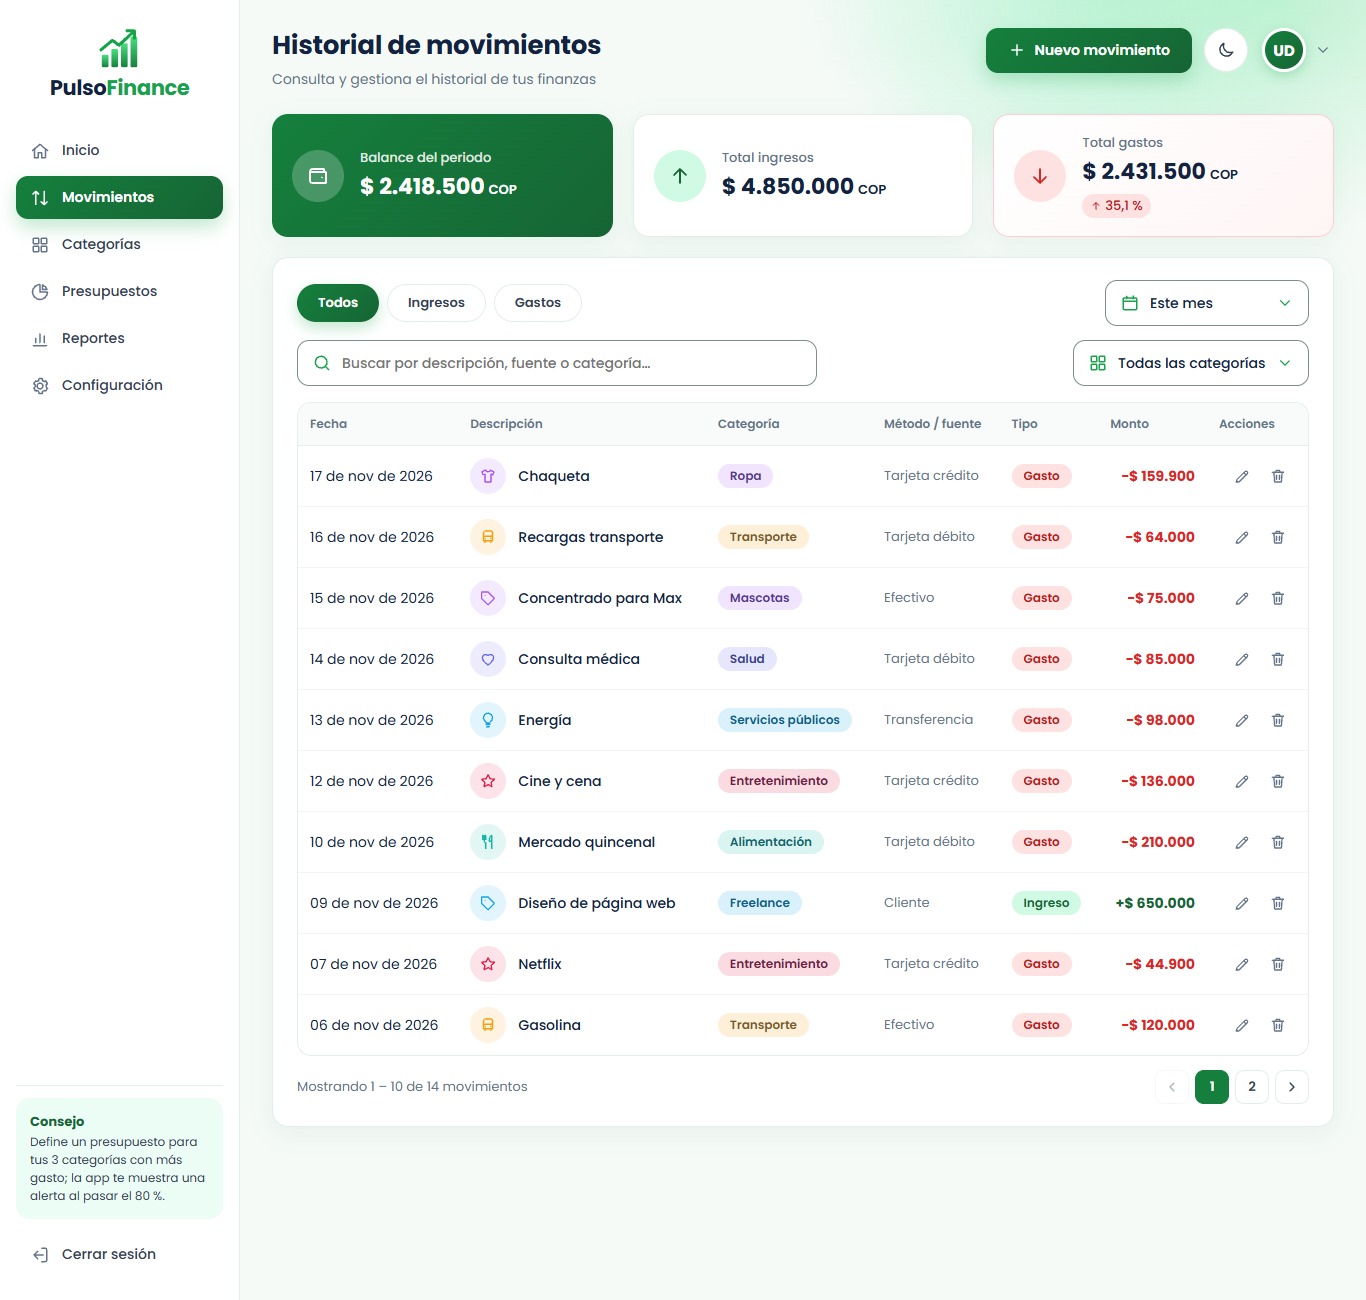 PulsoFinance
Inicio
Movimientos
Categorías
Presupuestos
Reportes
Configuración
Consejo
Define un presupuesto para
tus 3 categorías con más
gasto; la app te muestra una
alerta al pasar el 80 %.
Cerrar sesión
Historial de movimientos
Consulta y gestiona el historial de tus finanzas
Nuevo movimiento
UD
Balance del periodo
$ 2.418.500 COP
Total ingresos
$ 4.850.000 COP
Total gastos
$ 2.431.500 COP
↑ 35,1 %
Todos Ingresos Gastos
Este mes
Buscar por descripción, fuente o categoría...
Todas las categorías
Fecha Descripción Categoría Método / fuente Tipo Monto Acciones
17 de nov de 2026 Chaqueta Ropa Tarjeta crédito Gasto -$ 159.900
16 de nov de 2026 Recargas transporte Transporte Tarjeta débito Gasto -$ 64.000
15 de nov de 2026 Concentrado para Max Mascotas Efectivo Gasto -$ 75.000
14 de nov de 2026 Consulta médica Salud Tarjeta débito Gasto -$ 85.000
13 de nov de 2026 Energía Servicios públicos Transferencia Gasto -$ 98.000
12 de nov de 2026 Cine y cena Entretenimiento Tarjeta crédito Gasto -$ 136.000
10 de nov de 2026 Mercado quincenal Alimentación Tarjeta débito Gasto -$ 210.000
09 de nov de 2026 Diseño de página web Freelance Cliente Ingreso +$ 650.000
07 de nov de 2026 Netflix Entretenimiento Tarjeta crédito Gasto -$ 44.900
06 de nov de 2026 Gasolina Transporte Efectivo Gasto -$ 120.000
Mostrando 1 – 10 de 14 movimientos
1 2